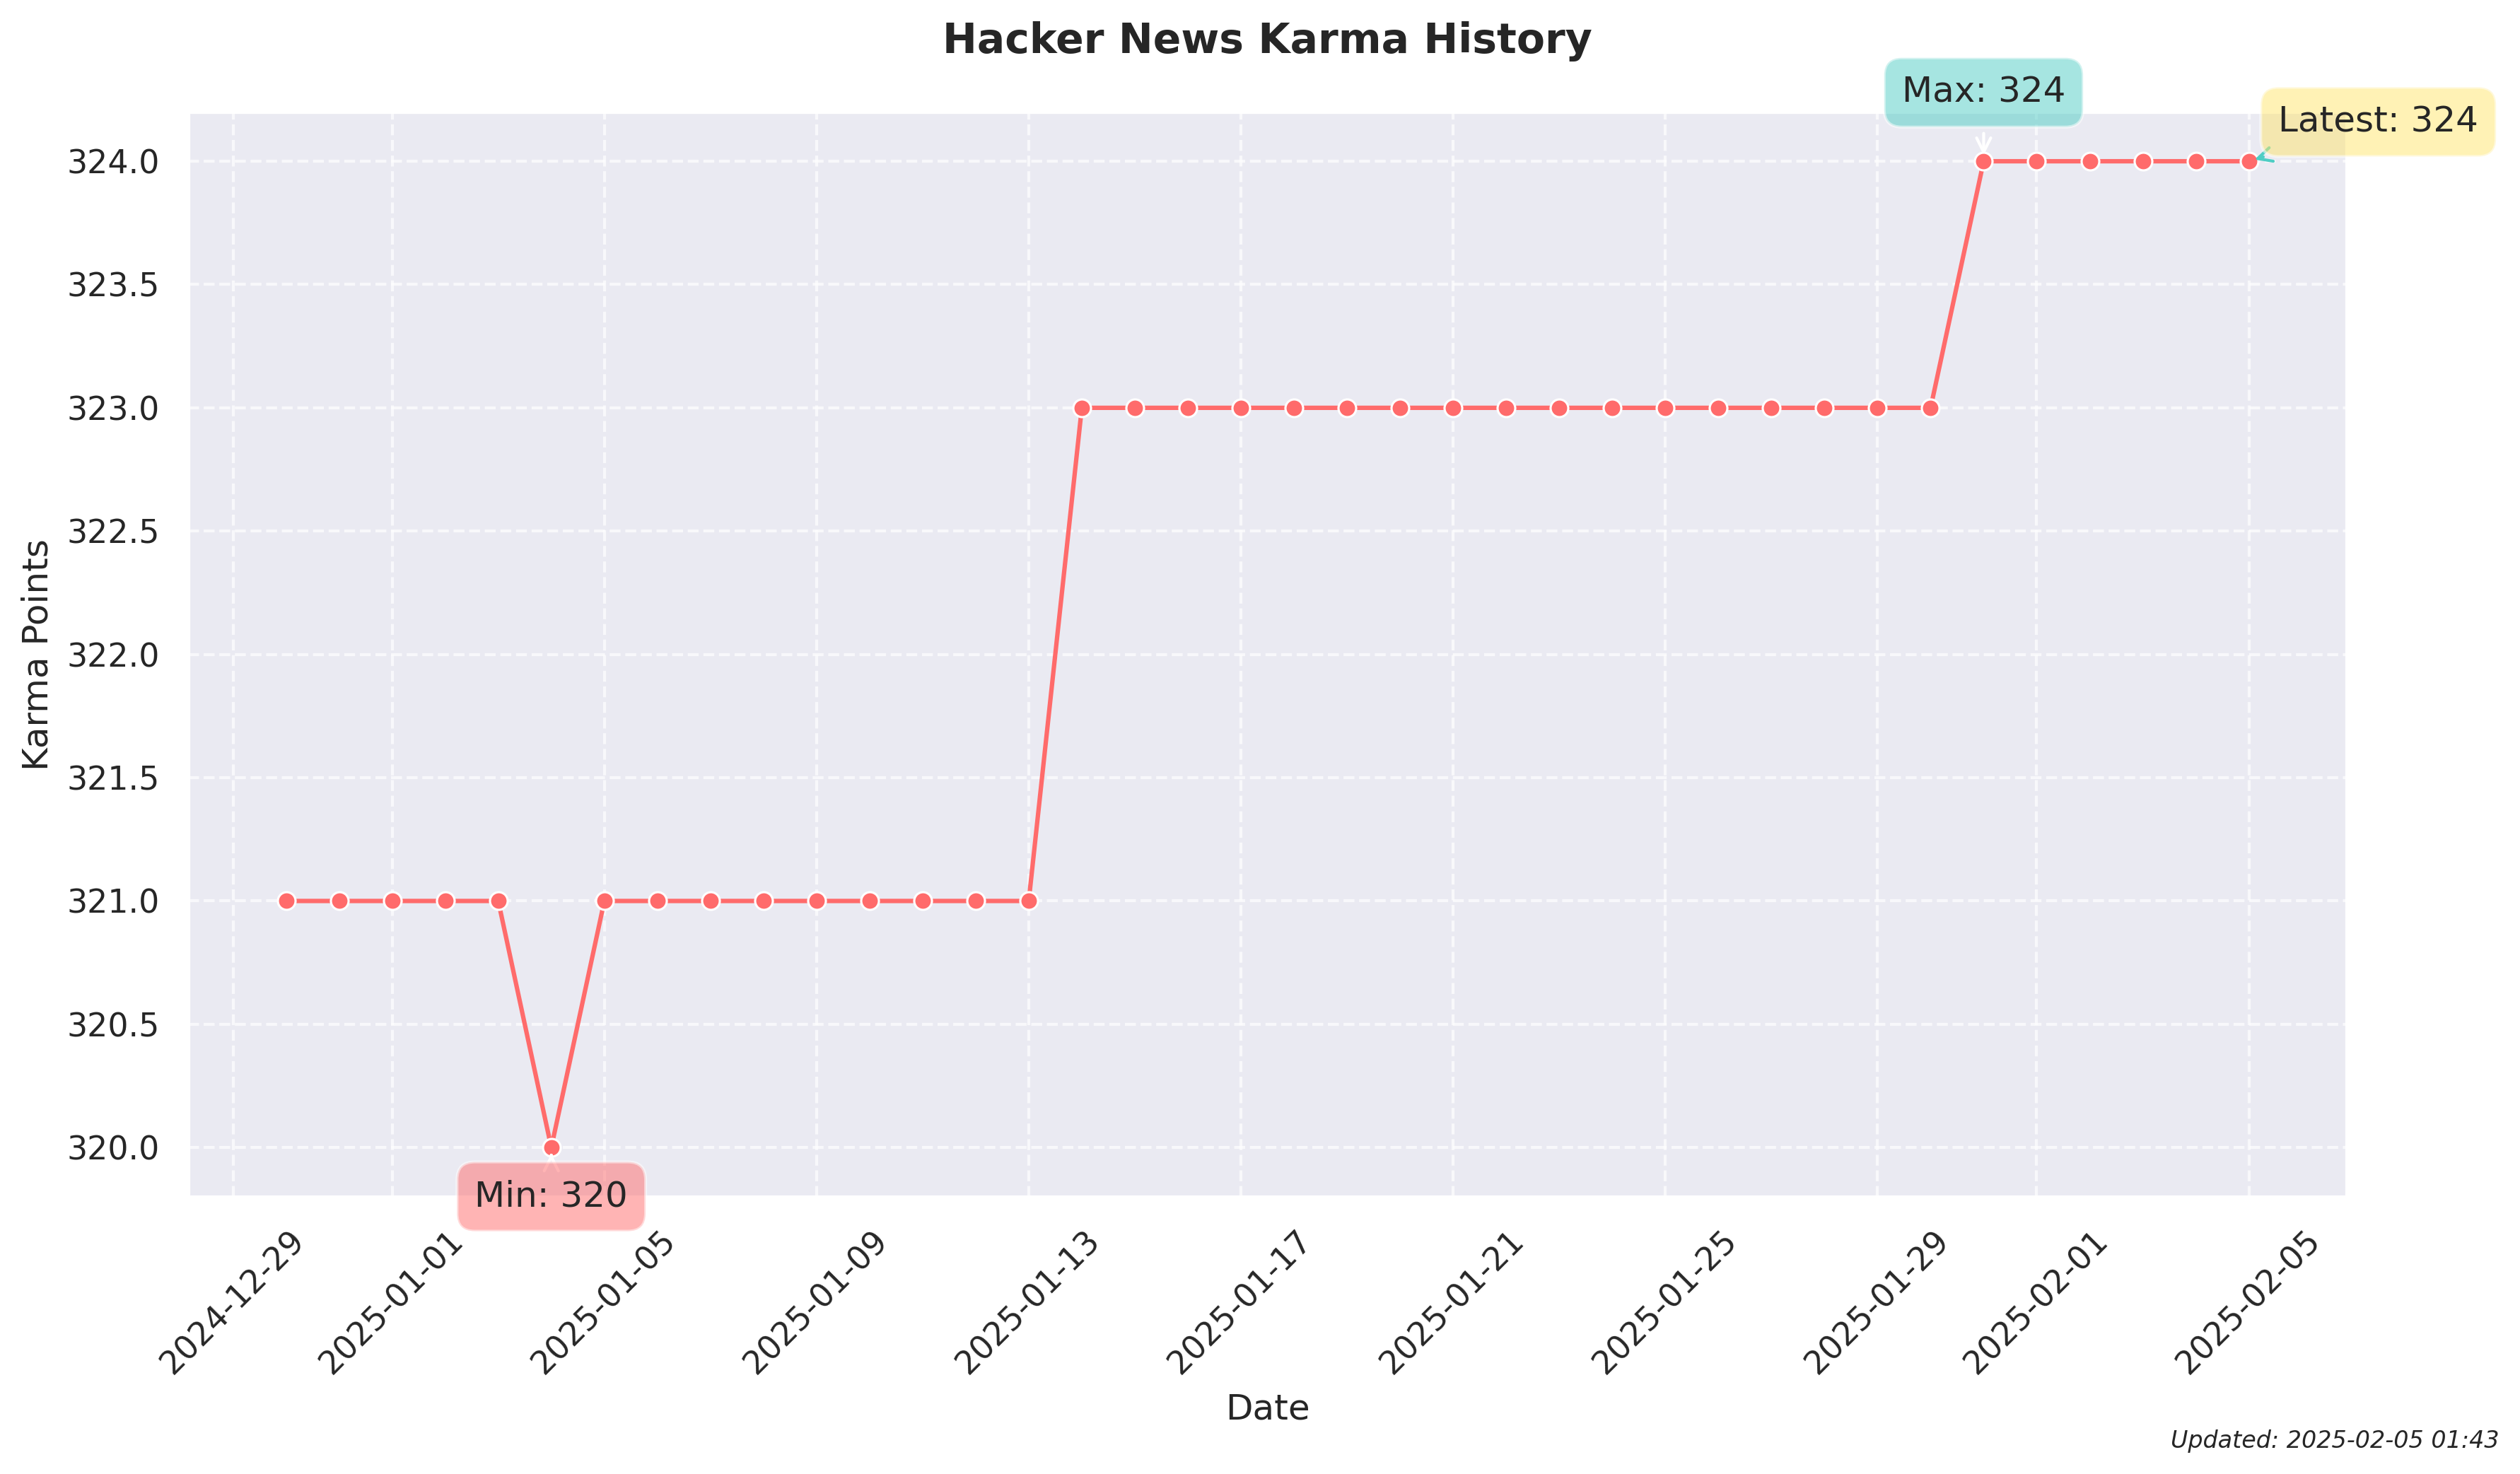 Hacker News Karma History
Max: 324
Latest: 324
324.0
323.5
323.0
322.5
322.0
321.5
321.0
320.5
320.0
Karma Points
Min: 320
2024-12-29
2025-01-01
2025-01-05
2025-01-09
2025-01-13
2025-01-17
2025-01-21
2025-01-25
2025-01-29
2025-02-01
2025-02-05
Date
Updated: 2025-02-05 01:43